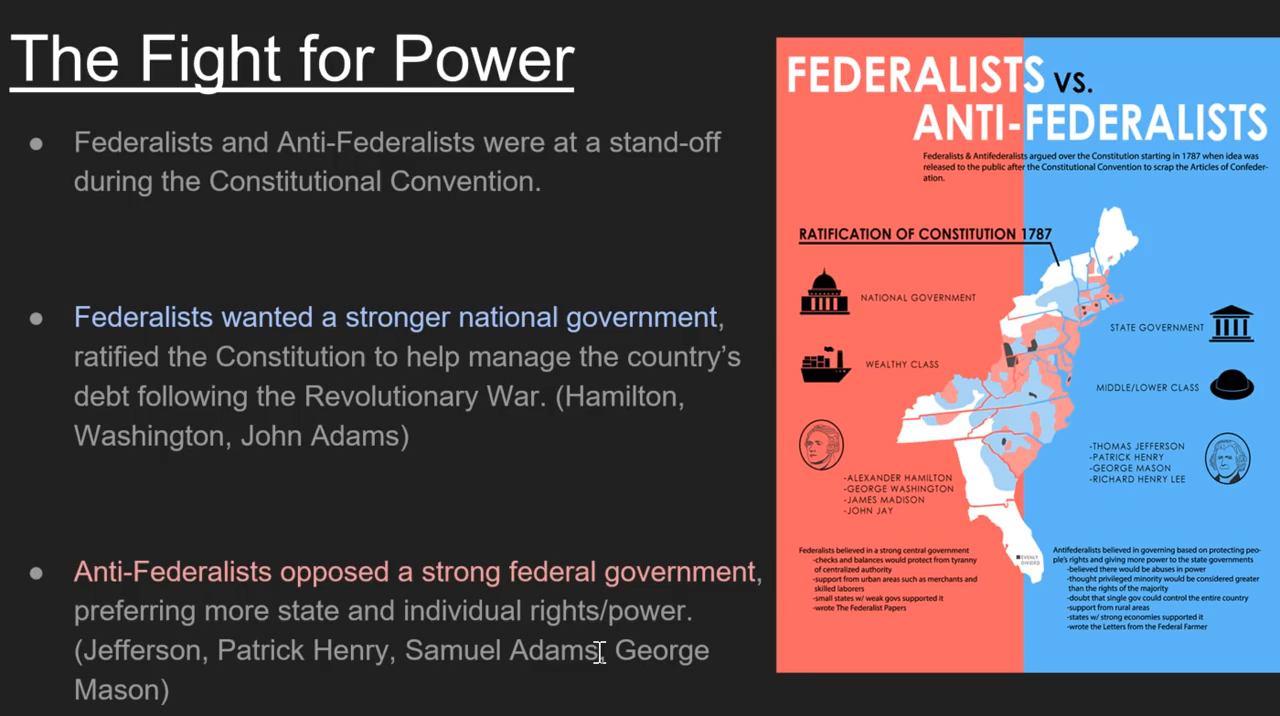 The Fight for Power
● Federalists and Anti-Federalists were at a stand-off
during the Constitutional Convention.
● Federalists wanted a stronger national government,
ratified the Constitution to help manage the country’s
debt following the Revolutionary War. (Hamilton,
Washington, John Adams)
● Anti-Federalists opposed a strong federal government,
preferring more state and individual rights/power.
(Jefferson, Patrick Henry, Samuel Adams, George
Mason)
FEDERALISTS VS.
ANTI-FEDERALISTS
Federalists & Antifederalists argued over the Constitution starting in 1787 when idea was
released to the public after the Constitutional Convention to scrap the Articles of Confeder-
ation.
RATIFICATION OF CONSTITUTION 1787
NATIONAL GOVERNMENT
WEALTHY CLASS
-ALEXANDER HAMILTON
-GEORGE WASHINGTON
-JAMES MADISON
-JOHN JAY
Federalists believed in a strong central government
-checks and balances would protect from tyranny
of centralized authority
-support from urban areas such as merchants and
skilled laborers
-small states w/ weak govs supported it
-wrote The Federalist Papers
STATE GOVERNMENT
MIDDLE/LOWER CLASS
-THOMAS JEFFERSON
-PATRICK HENRY
-GEORGE MASON
-RICHARD HENRY LEE
EVENLY
DIVIDED
Antifederalists believed in governing based on protecting peo-
ple's rights and giving more power to the state governments
-believed there would be abuses in power
-thought privileged minority would be considered greater
than the rights of the majority
-doubt that single gov could control the entire country
-support from rural areas
-states w/ strong economies supported it
-wrote the Letters from the Federal Farmer